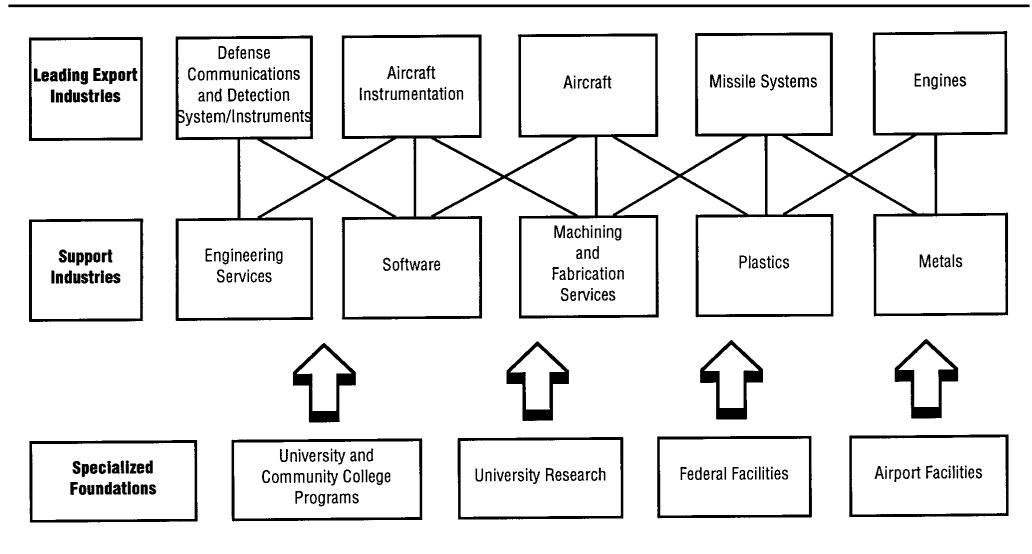 Leading Export
Industries
Defense
Communications
and Detection
System/Instruments
Aircraft
Instrumentation
Aircraft
Missile Systems
Engines
Support
Industries
Engineering
Services
Software
Machining
and
Fabrication
Services
Plastics
Metals
Specialized
Foundations
University and
Community College
Programs
University Research
Federal Facilities
Airport Facilities